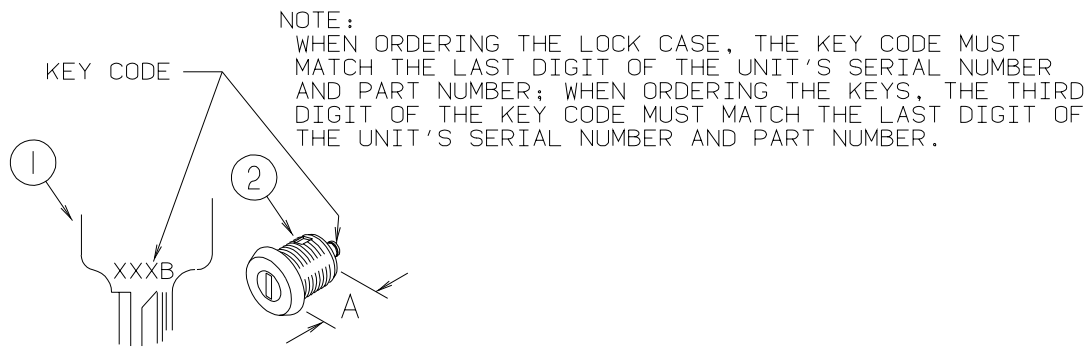 NOTE:
WHEN ORDERING THE LOCK CASE, THE KEY CODE MUST
MATCH THE LAST DIGIT OF THE UNIT'S SERIAL NUMBER
AND PART NUMBER; WHEN ORDERING THE KEYS, THE THIRD
DIGIT OF THE KEY CODE MUST MATCH THE LAST DIGIT OF
THE UNIT'S SERIAL NUMBER AND PART NUMBER.
KEY CODE
1
2
XXXB
A